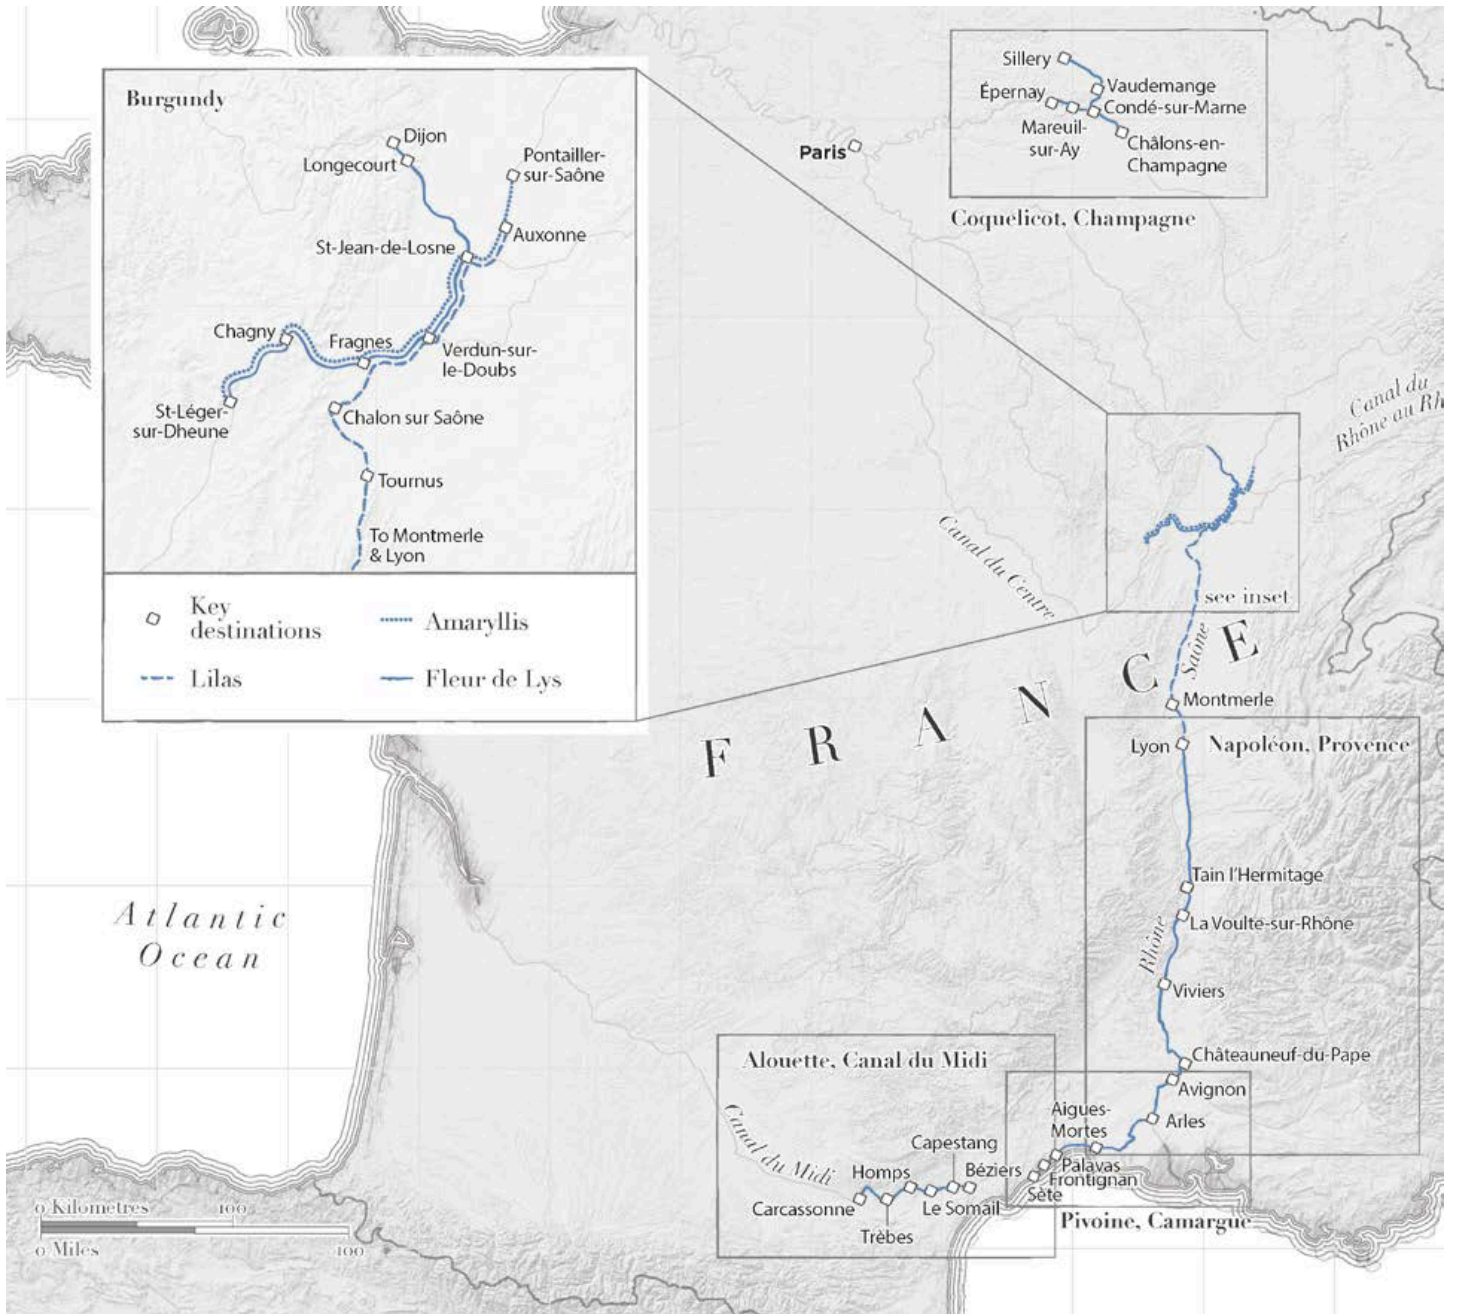 Burgundy
Dijon
Longecourt
Pontailler-
sur-Saône
Auxonne
St-Jean-de-Losne
Chagny
Fragnes
Verdun-sur-
le-Doubs
St-Léger-
sur-Dheune
Chalon sur Saône
Tournus
To Montmerle
& Lyon
Key
destinations
Amaryllis
Lilas
Fleur de Lys
Sillery
Épernay
Vaudemange
Condé-sur-Marne
Mareuil-
sur-Ay
Châlons-en-
Champagne
Coquelicot, Champagne
Paris
Canal du
Rhône au Rh
Canal du Centre
see inset
Saône
FRANCE
Montmerle
Lyon
Napoléon, Provence
Tain l'Hermitage
La Voulte-sur-Rhône
Rhône
Viviers
Châteauneuf-du-Pape
Avignon
Arles
Atlantic
Ocean
Alouette, Canal du Midi
Canal du Midi
Aigues-
Mortes
Capestang
Homps
Béziers
Palavas
Frontignan
Sète
Carcassonne
Le Somail
Trèbes
Pivoine, Camargue
0 Kilometres 100
0 Miles 100